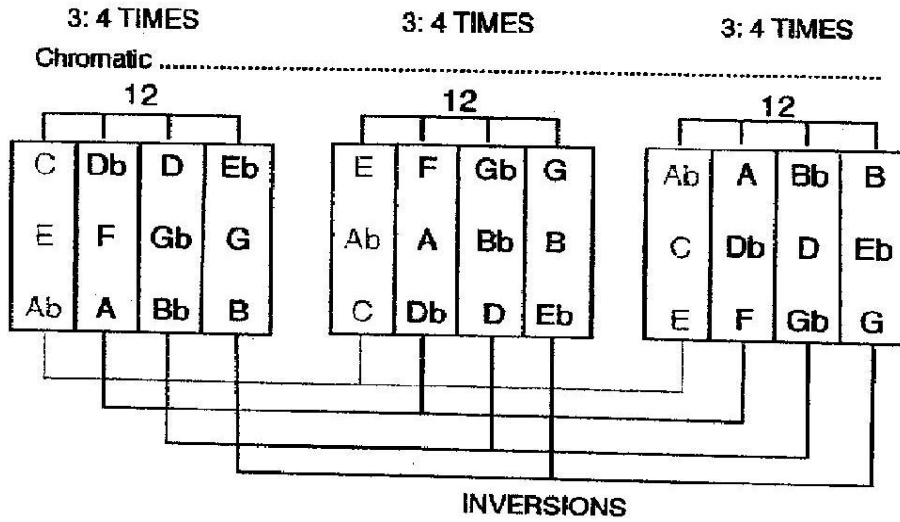 3: 4 TIMES 3: 4 TIMES 3: 4 TIMES
Chromatic
12 12 12
C Db D Eb E F Gb G Ab A Bb B
E F Gb G Ab A Bb B C Db D Eb
Ab A Bb B C Db D Eb E F Gb G
INVERSIONS